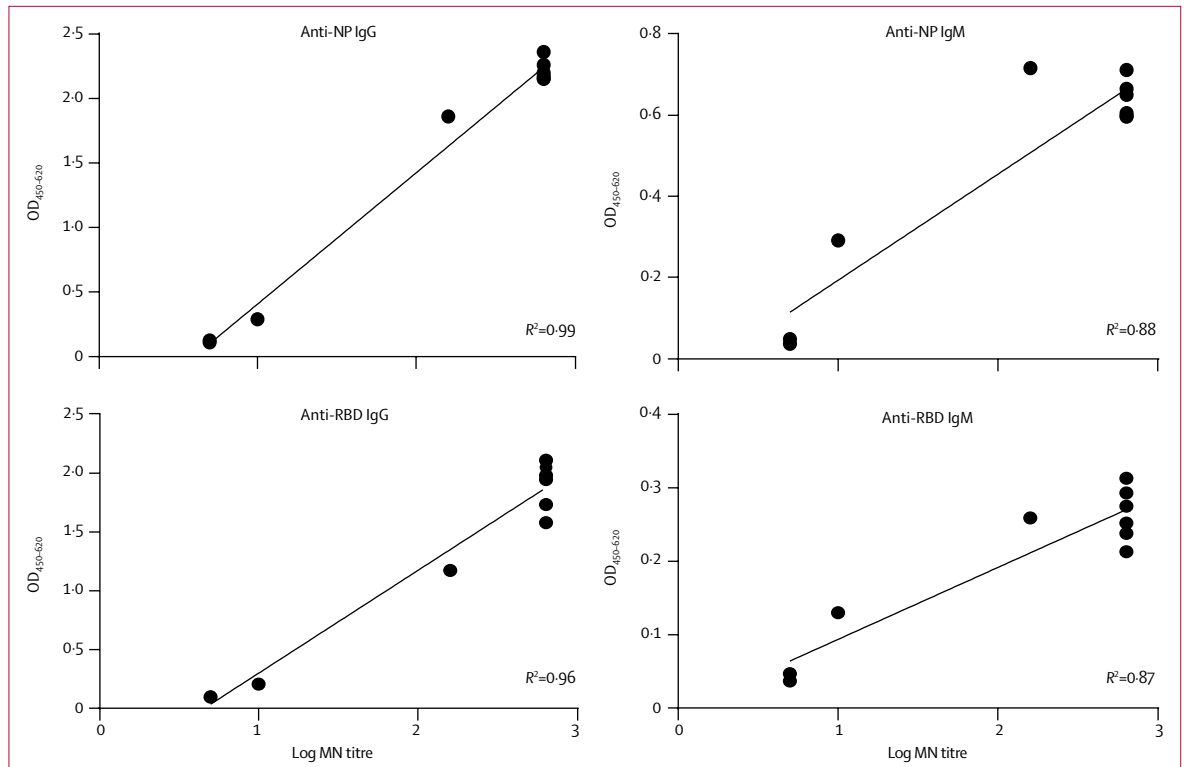 Anti-NP IgG
2·5
2·0
1·5
1·0
0·5
0
OD450–620
R²=0·99
Anti-NP IgM
0·8
0·6
0·4
0·2
0
OD450–620
R²=0·88
Anti-RBD IgG
2·5
2·0
1·5
1·0
0·5
0
OD450–620
R²=0·96
0 1 2 3
Log MN titre
Anti-RBD IgM
0·4
0·3
0·2
0·1
0
OD450–620
R²=0·87
0 1 2 3
Log MN titre